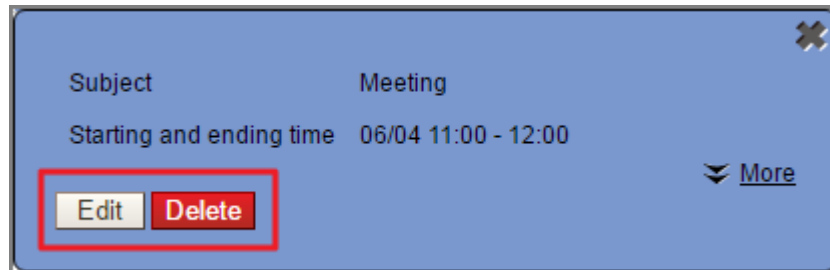 Subject Meeting
Starting and ending time 06/04 11:00 - 12:00
More
Edit Delete